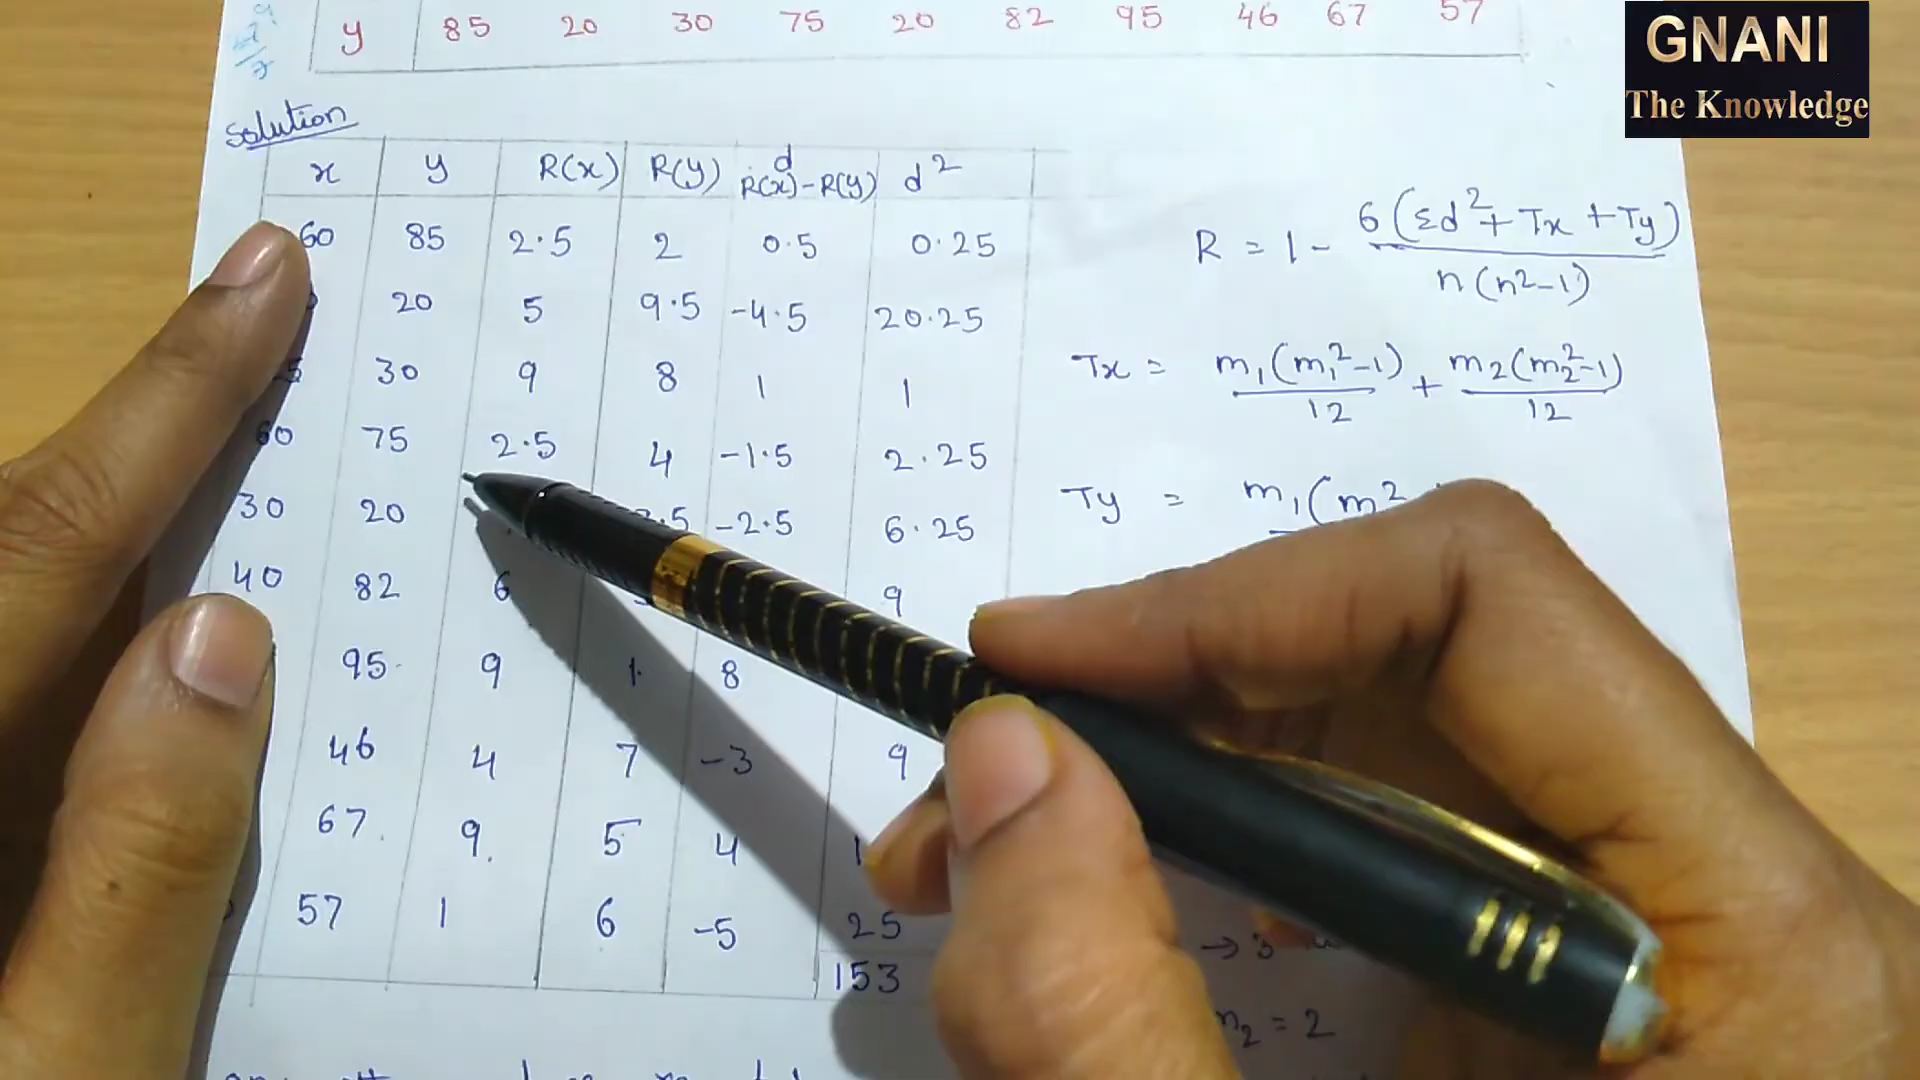 y 85 20 30 75 20 82 95 46 67 57
GNANI
The Knowledge
Solution
x y R(x) R(y) d R(x)-R(y) d²
60 85 2.5 2 0.5 0.25
20 5 9.5 -4.5 20.25
30 9 8 1 1
60 75 2.5 4 -1.5 2.25
30 20 -2.5 6.25
40 82 6 9
95 9 1 8
46 4 7 -3 9
67 9 5 4
57 1 6 -5 25
153
R = 1 - 6(Σd²+Tx+Ty) / n(n²-1)
Tx = m₁(m₁²-1)/12 + m₂(m₂²-1)/12
Ty = m₁(m²
→ 3
= 2